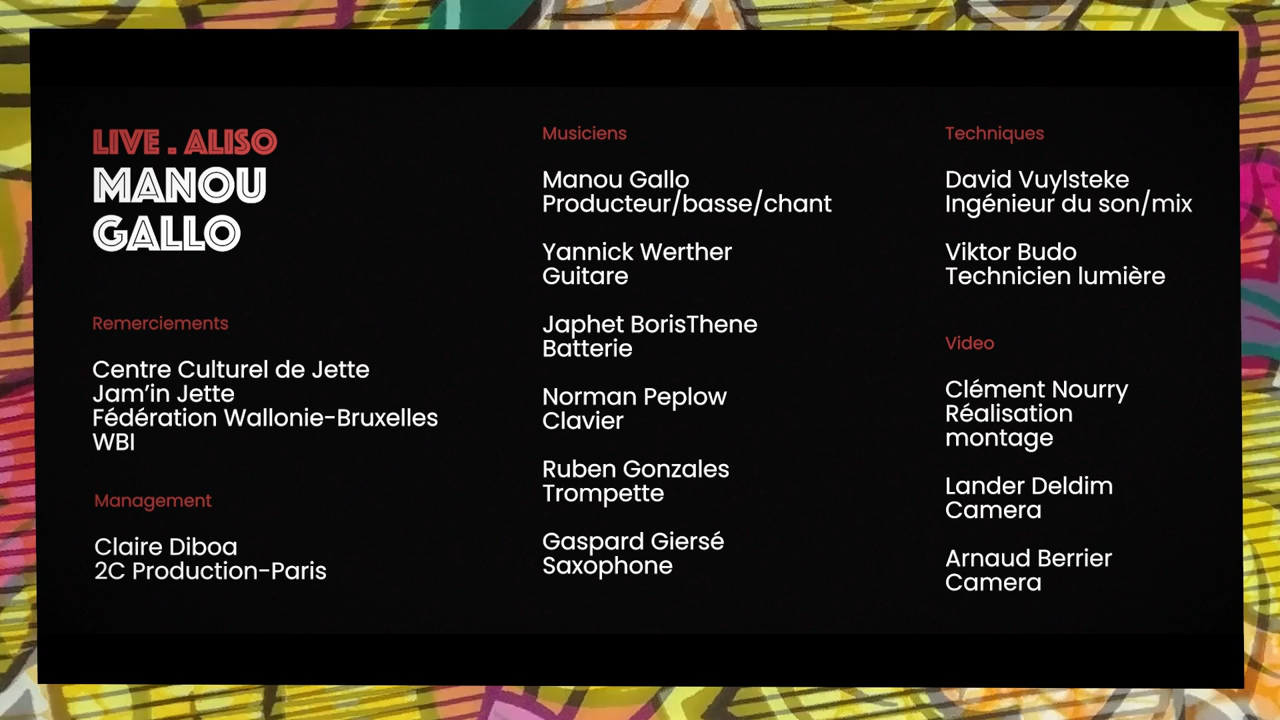 LIVE . ALISO
MANOU
GALLO
Remerciements
Centre Culturel de Jette
Jam’in Jette
Fédération Wallonie-Bruxelles
WBI
Management
Claire Diboa
2C Production-Paris
Musiciens
Manou Gallo
Producteur/basse/chant
Yannick Werther
Guitare
Japhet BorisThene
Batterie
Norman Peplow
Clavier
Ruben Gonzales
Trompette
Gaspard Giersé
Saxophone
Techniques
David Vuylsteke
Ingénieur du son/mix
Viktor Budo
Technicien lumière
Video
Clément Nourry
Réalisation
montage
Lander Deldim
Camera
Arnaud Berrier
Camera